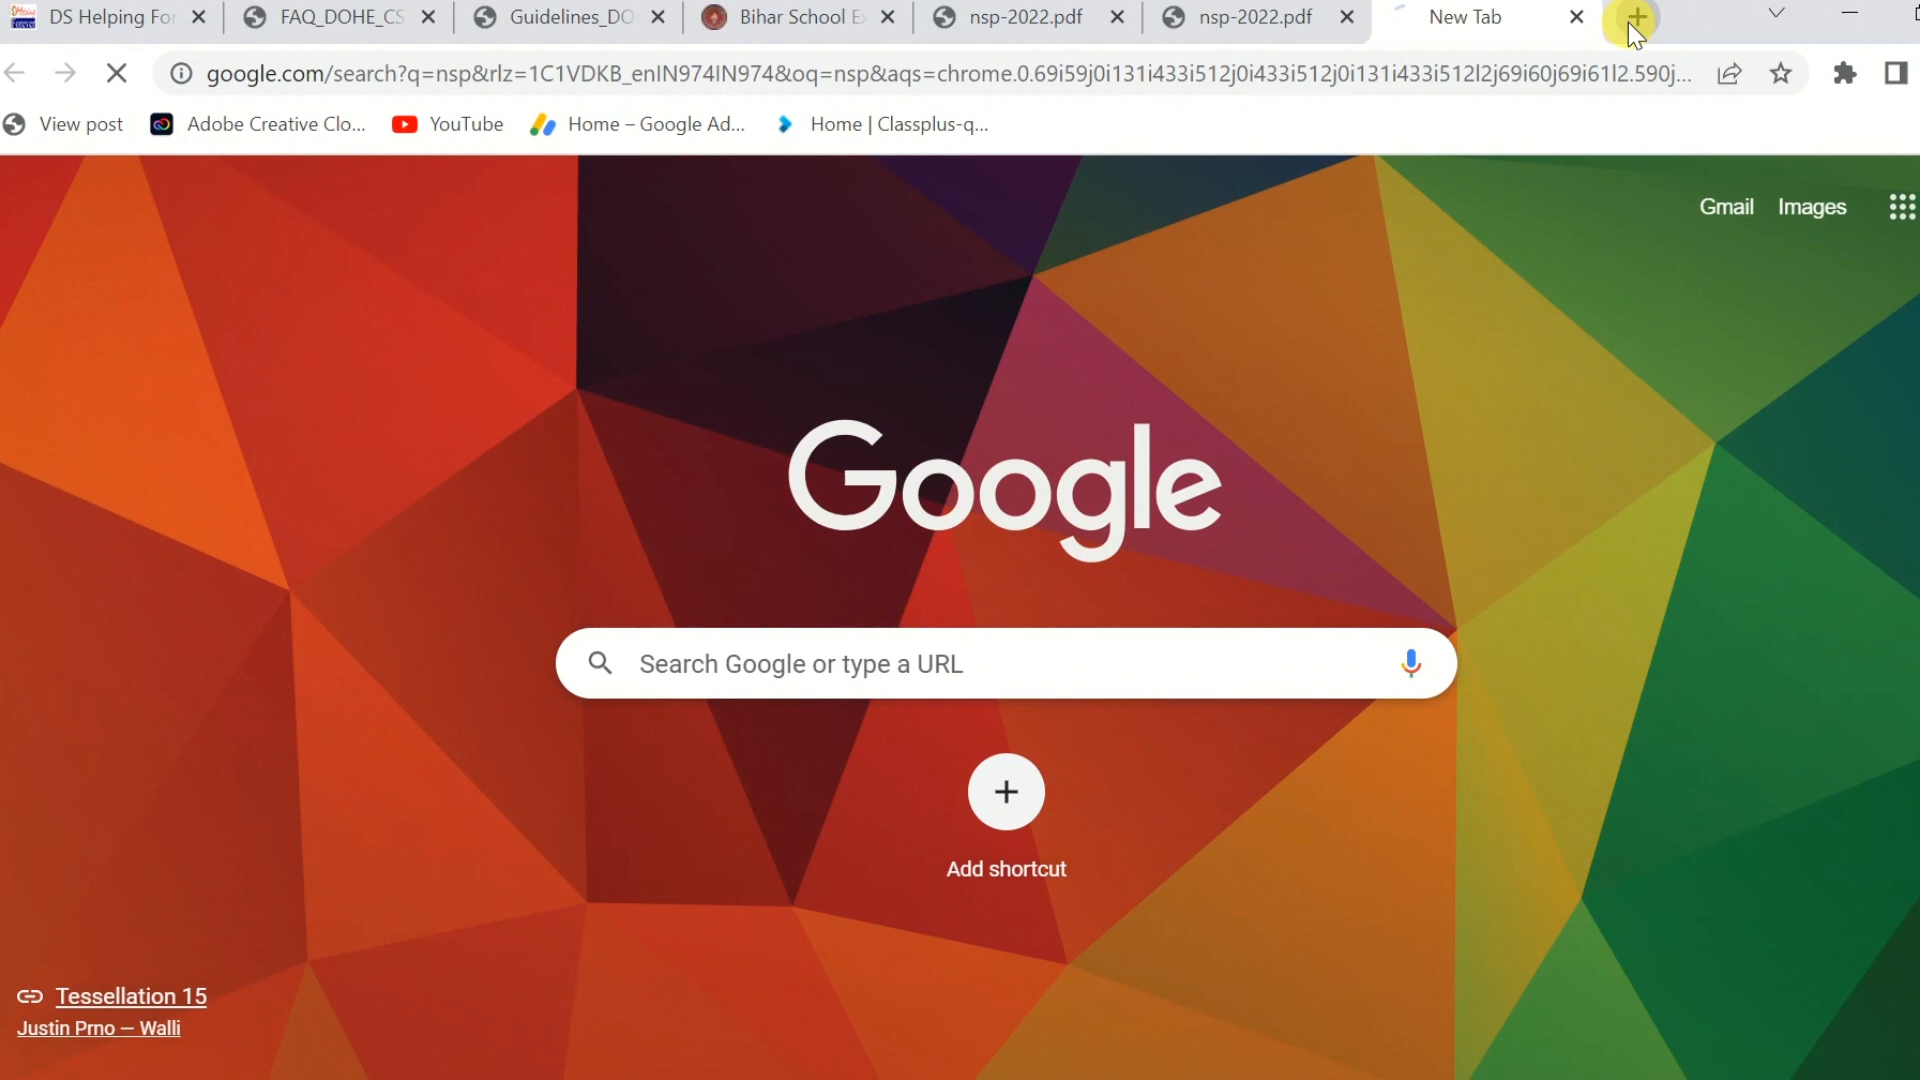 DS Helping For
FAQ_DOHE_CS
Guidelines_DO
Bihar School E
nsp-2022.pdf
nsp-2022.pdf
New Tab
google.com/search?q=nsp&rlz=1C1VDKB_enIN974IN974&oq=nsp&aqs=chrome.0.69i59j0i131i433i512j0i433i512j0i131i433i512l2j69i60j69i61l2.590j...
View post
Adobe Creative Clo...
YouTube
Home – Google Ad...
Home | Classplus-q...
Gmail
Images
Google
Search Google or type a URL
Add shortcut
Tessellation 15
Justin Prno — Walli